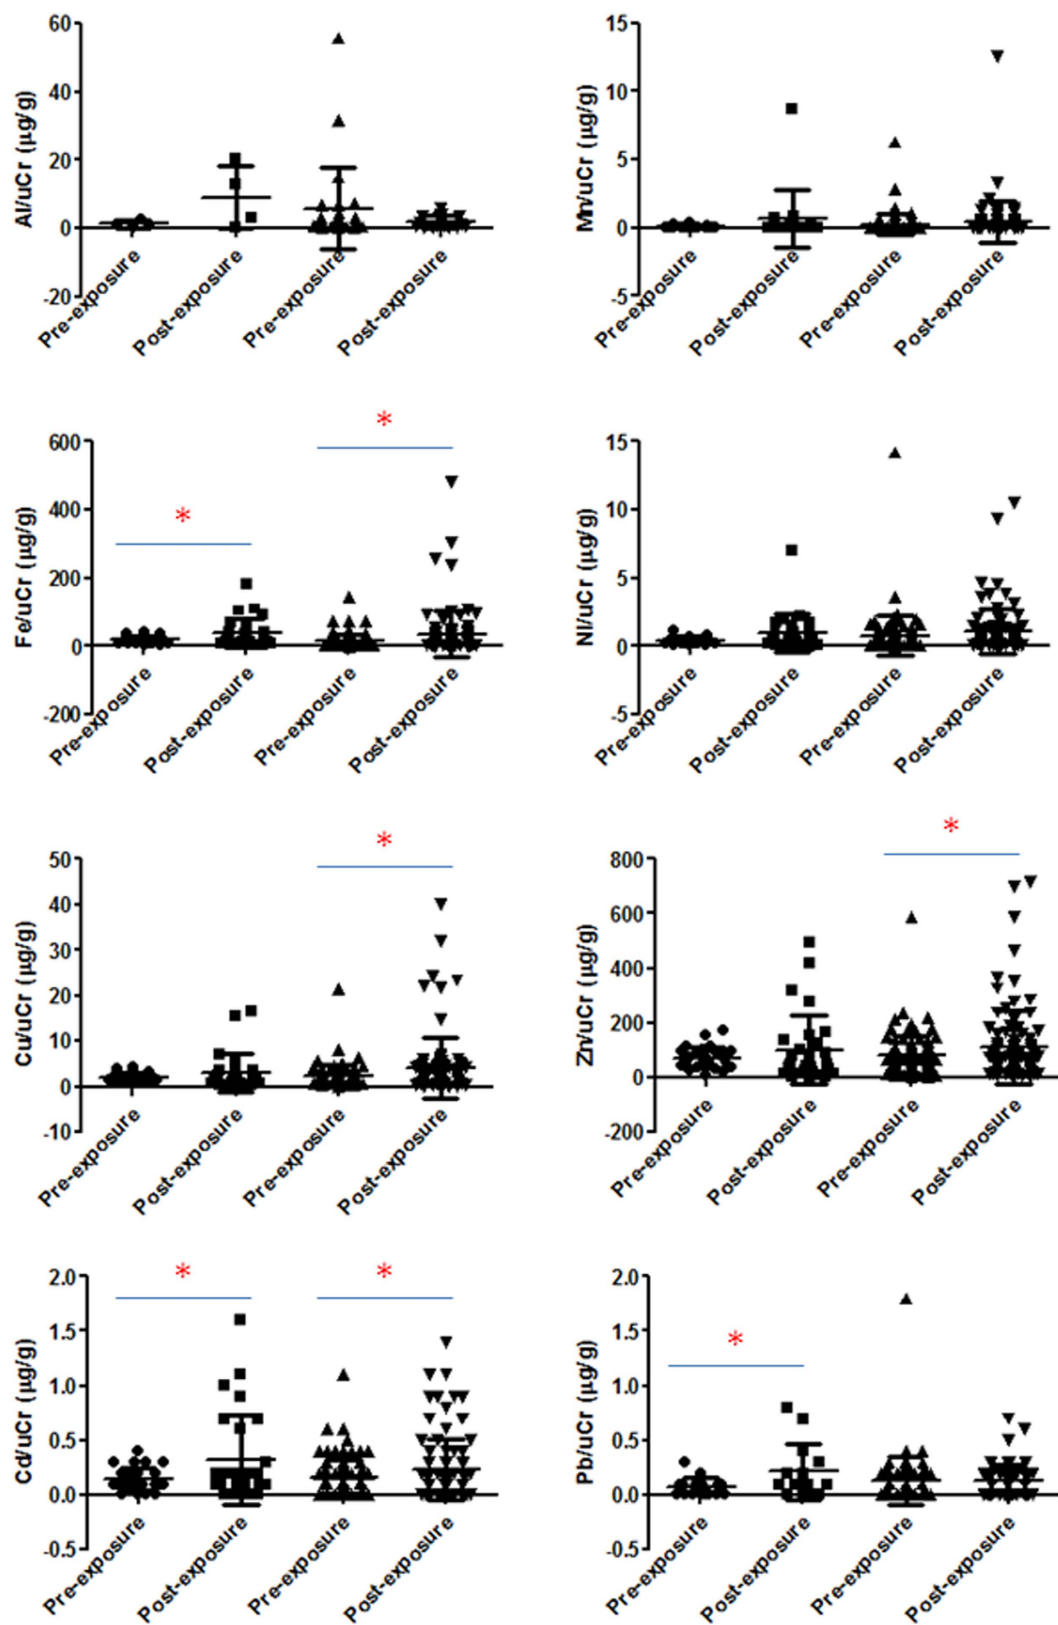 Al/uCr (µg/g)
60
40
20
0
-20
Pre-exposure
Post-exposure
Pre-exposure
Post-exposure
Mn/uCr (µg/g)
15
10
5
0
-5
Pre-exposure
Post-exposure
Pre-exposure
Post-exposure
Fe/uCr (µg/g)
600
400
200
0
-200
*
*
Pre-exposure
Post-exposure
Pre-exposure
Post-exposure
NI/uCr (µg/g)
15
10
5
0
-5
Pre-exposure
Post-exposure
Pre-exposure
Post-exposure
Cu/uCr (µg/g)
50
40
30
20
10
0
-10
*
Pre-exposure
Post-exposure
Pre-exposure
Post-exposure
Zn/uCr (µg/g)
800
600
400
200
0
-200
*
Pre-exposure
Post-exposure
Pre-exposure
Post-exposure
Cd/uCr (µg/g)
2.0
1.5
1.0
0.5
0.0
-0.5
*
*
Pre-exposure
Post-exposure
Pre-exposure
Post-exposure
Pb/uCr (µg/g)
2.0
1.5
1.0
0.5
0.0
-0.5
*
Pre-exposure
Post-exposure
Pre-exposure
Post-exposure